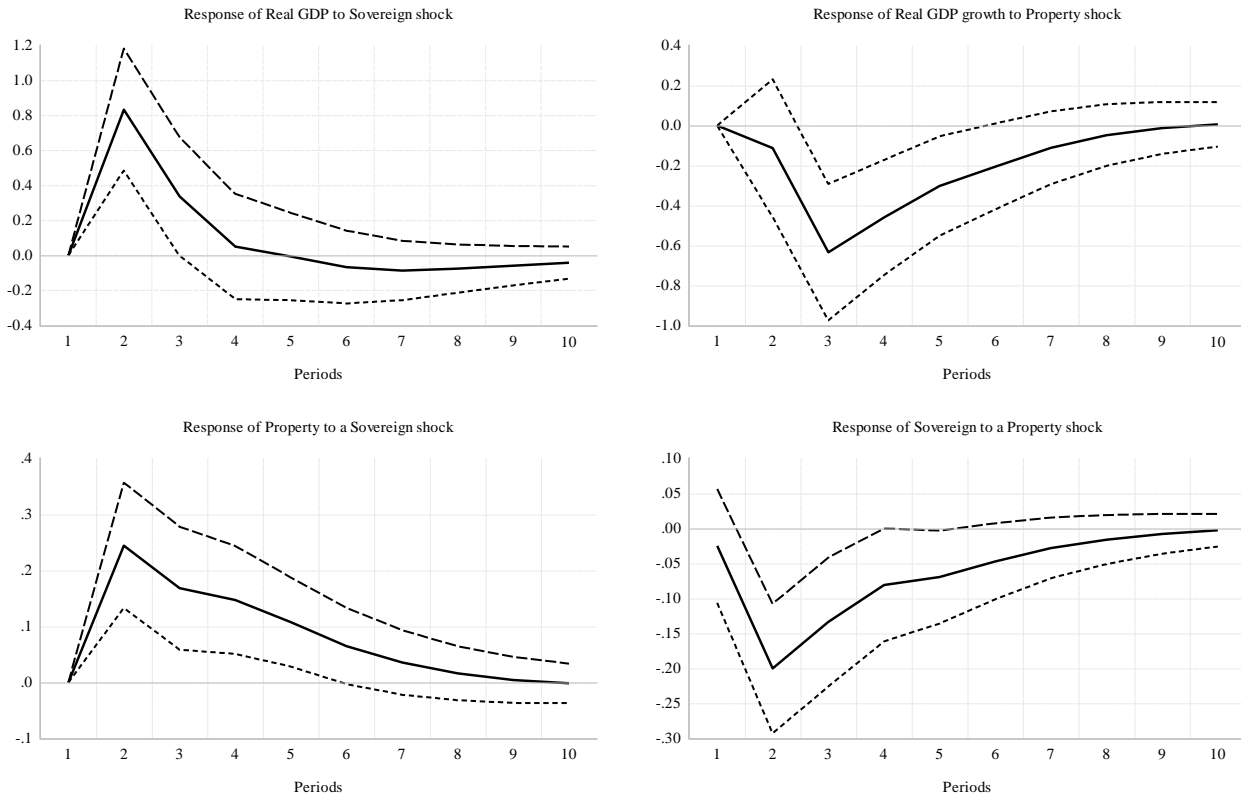 Response of Real GDP to Sovereign shock
1.2
1.0
0.8
0.6
0.4
0.2
0.0
-0.2
-0.4
1 2 3 4 5 6 7 8 9 10
Periods
Response of Real GDP growth to Property shock
0.4
0.2
0.0
-0.2
-0.4
-0.6
-0.8
-1.0
1 2 3 4 5 6 7 8 9 10
Periods
Response of Property to a Sovereign shock
.4
.3
.2
.1
.0
-.1
1 2 3 4 5 6 7 8 9 10
Periods
Response of Sovereign to a Property shock
.10
.05
.00
-.05
-.10
-.15
-.20
-.25
-.30
1 2 3 4 5 6 7 8 9 10
Periods